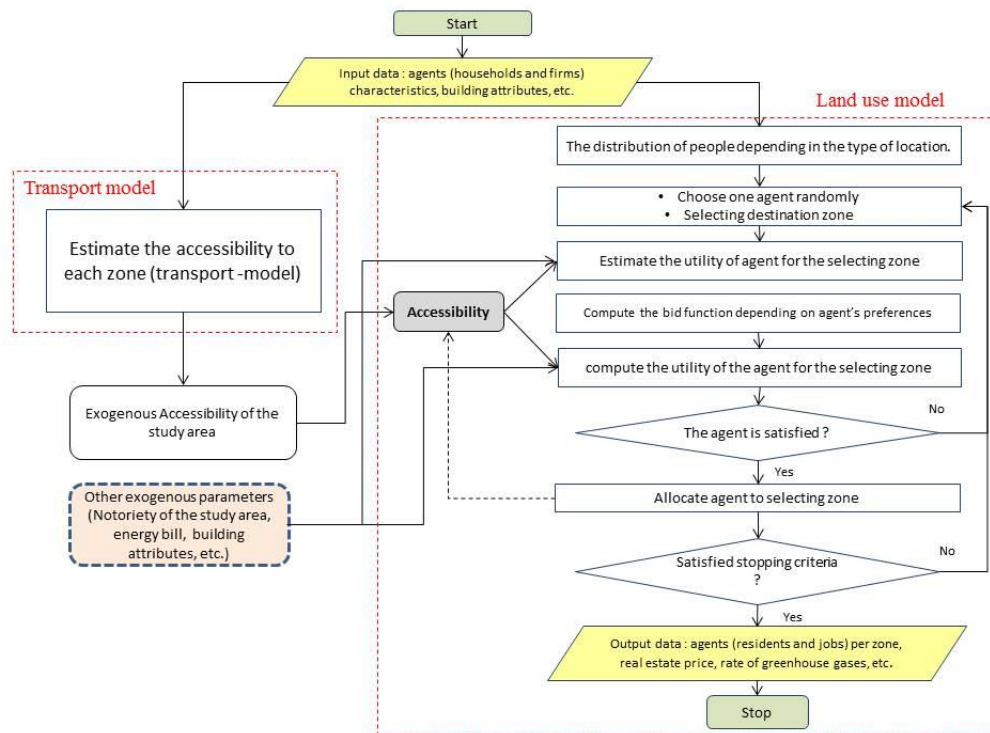 Start
Input data : agents (households and firms)
characteristics, building attributes, etc.
Land use model
The distribution of people depending in the type of location.
Transport model
• Choose one agent randomly
• Selecting destination zone
Estimate the accessibility to
each zone (transport -model)
Estimate the utility of agent for the selecting zone
Accessibility
Compute the bid function depending on agent's preferences
compute the utility of the agent for the selecting zone
Exogenous Accessibility of the
study area
No
The agent is satisfied ?
Yes
Other exogenous parameters
(Notoriety of the study area,
energy bill, building
attributes, etc.)
Allocate agent to selecting zone
No
Satisfied stopping criteria
?
Yes
Output data : agents (residents and jobs) per zone,
real estate price, rate of greenhouse gases, etc.
Stop